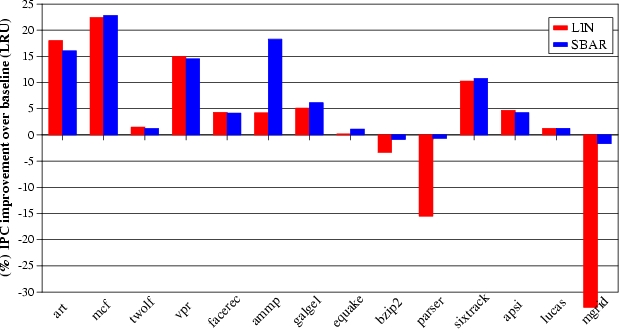 (%) IPC improvement over baseline (LRU)
25
20
15
10
5
0
-5
-10
-15
-20
-25
-30
LIN
SBAR
art
mcf
twolf
vpr
facerec
ammp
galgel
equake
bzip2
parser
sixtrack
apsi
lucas
mgrid